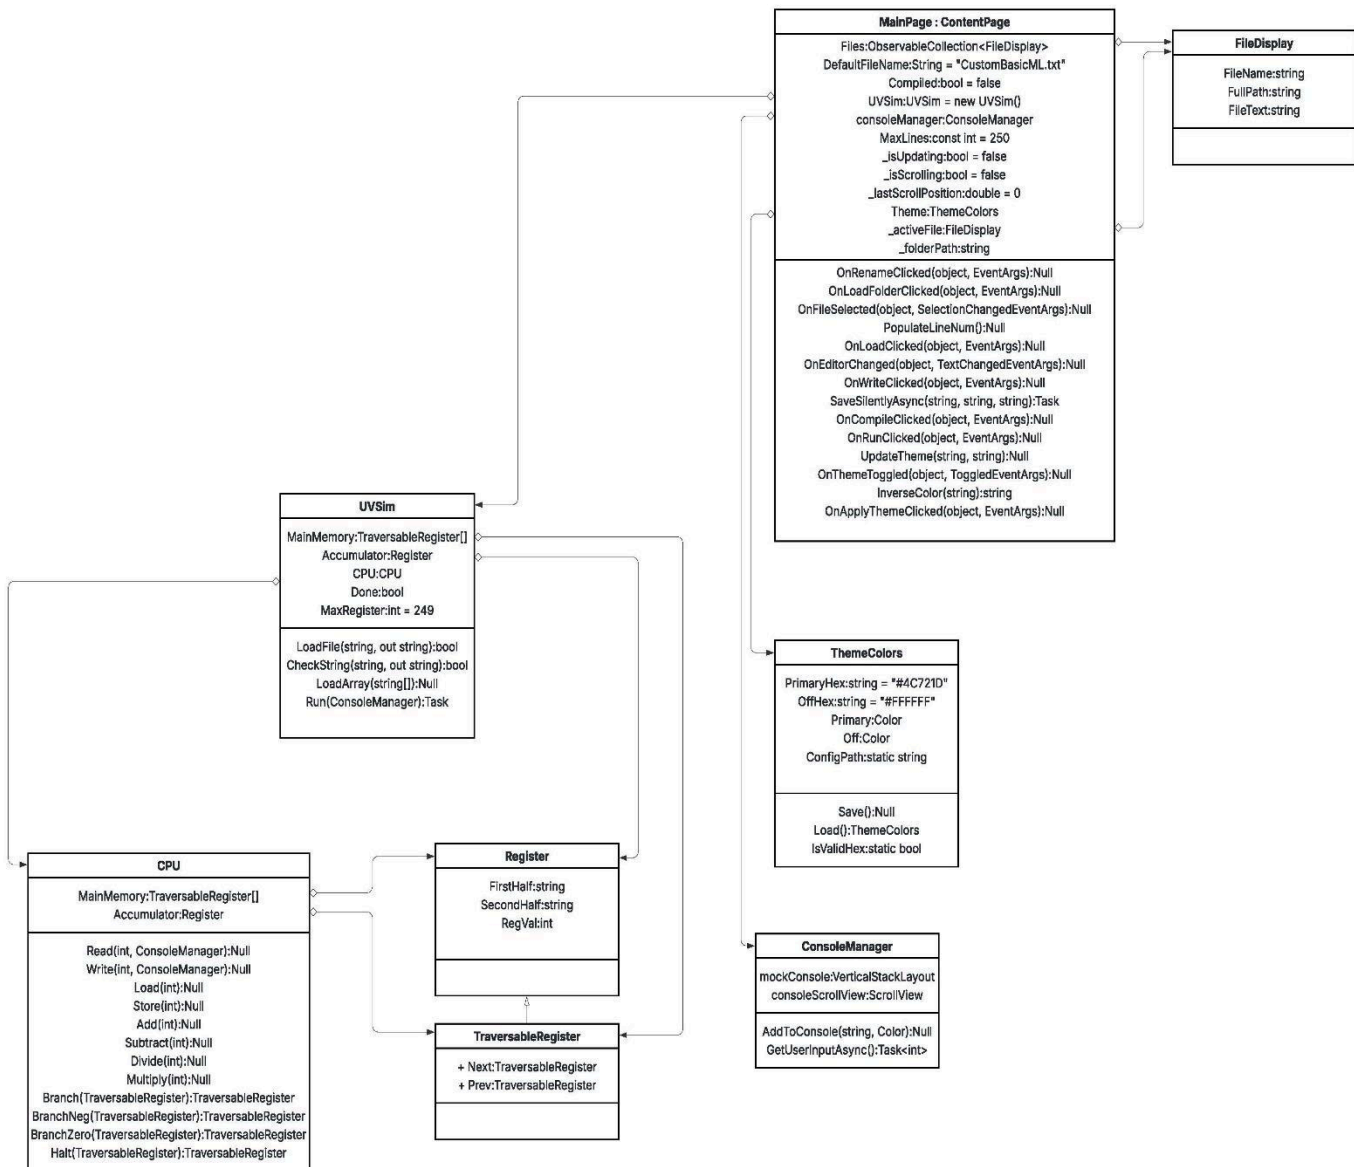 MainPage : ContentPage
Files:ObservableCollection<FileDisplay>
DefaultFileName:String = "CustomBasicML.txt"
Compiled:bool = false
UVSim:UVSim = new UVSim()
consoleManager:ConsoleManager
MaxLines:const int = 250
_isUpdating:bool = false
_isScrolling:bool = false
_lastScrollPosition:double = 0
Theme:ThemeColors
_activeFile:FileDisplay
_folderPath:string
OnRenameClicked(object, EventArgs):Null
OnLoadFolderClicked(object, EventArgs):Null
OnFileSelected(object, SelectionChangedEventArgs):Null
PopulateLineNum():Null
OnLoadClicked(object, EventArgs):Null
OnEditorChanged(object, TextChangedEventArgs):Null
OnWriteClicked(object, EventArgs):Null
SaveSilentlyAsync(string, string, string):Task
OnCompileClicked(object, EventArgs):Null
OnRunClicked(object, EventArgs):Null
UpdateTheme(string, string):Null
OnThemeToggled(object, ToggledEventArgs):Null
InverseColor(string):string
OnApplyThemeClicked(object, EventArgs):Null
FileDisplay
FileName:string
FullPath:string
FileText:string
UVSim
MainMemory:TraversableRegister[]
Accumulator:Register
CPU:CPU
Done:bool
MaxRegister:int = 249
LoadFile(string, out string):bool
CheckString(string, out string):bool
LoadArray(string[]):Null
Run(ConsoleManager):Task
ThemeColors
PrimaryHex:string = "#4C721D"
OffHex:string = "#FFFFFF"
Primary:Color
Off:Color
ConfigPath:static string
Save():Null
Load():ThemeColors
IsValidHex:static bool
CPU
MainMemory:TraversableRegister[]
Accumulator:Register
Read(int, ConsoleManager):Null
Write(int, ConsoleManager):Null
Load(int):Null
Store(int):Null
Add(int):Null
Subtract(int):Null
Divide(int):Null
Multiply(int):Null
Branch(TraversableRegister):TraversableRegister
BranchNeg(TraversableRegister):TraversableRegister
BranchZero(TraversableRegister):TraversableRegister
Halt(TraversableRegister):TraversableRegister
Register
FirstHalf:string
SecondHalf:string
RegVal:int
TraversableRegister
+ Next:TraversableRegister
+ Prev:TraversableRegister
ConsoleManager
mockConsole:VerticalStackLayout
consoleScrollView:ScrollView
AddToConsole(string, Color):Null
GetUserInputAsync():Task<int>